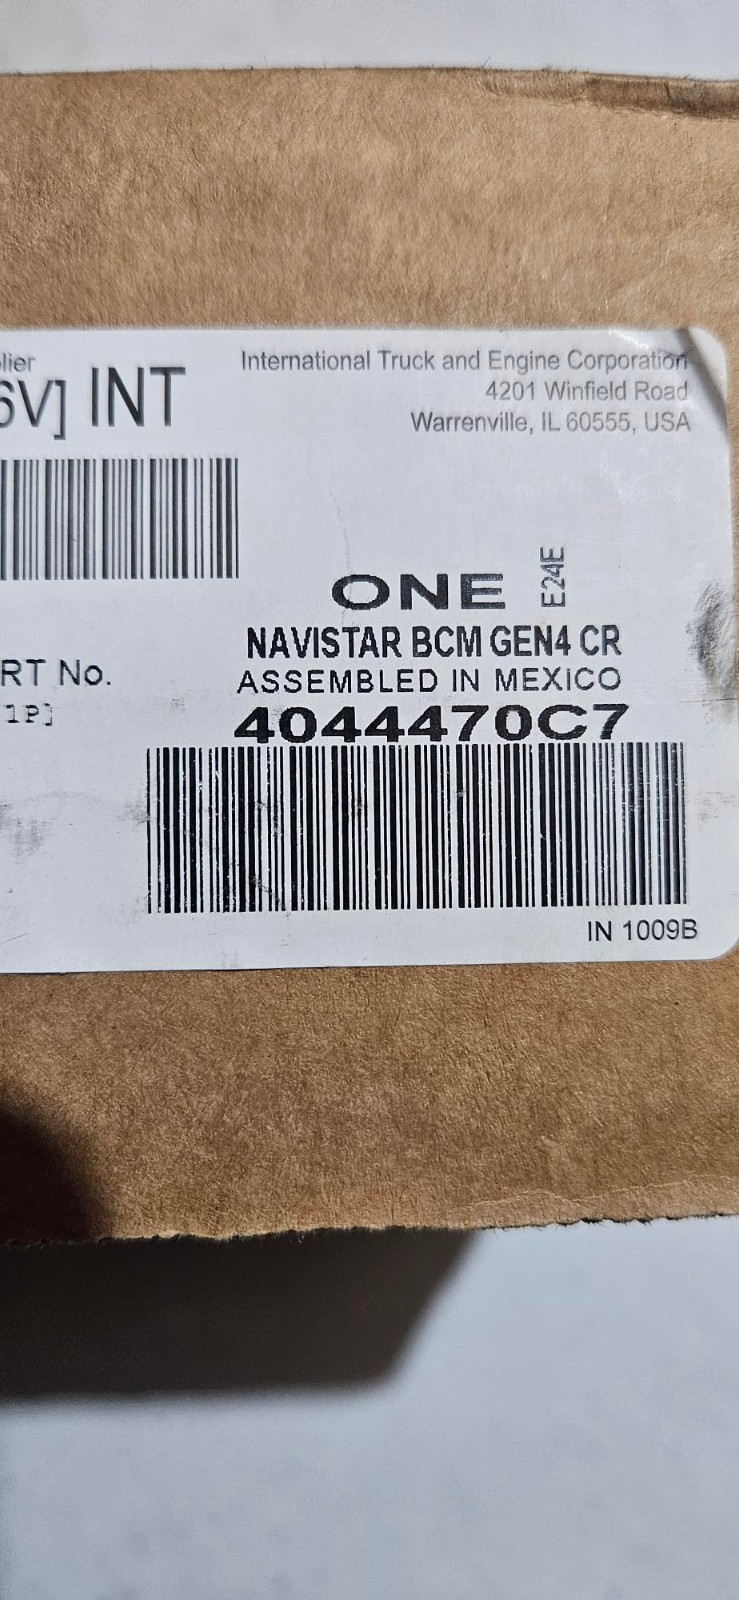 International Truck and Engine Corporation
4201 Winfield Road
Warrenville, IL 60555, USA
6V] INT
ONE
E24E
NAVISTAR BCM GEN4 CR
ASSEMBLED IN MEXICO
RT No.
1P]
4044470C7
IN 1009B